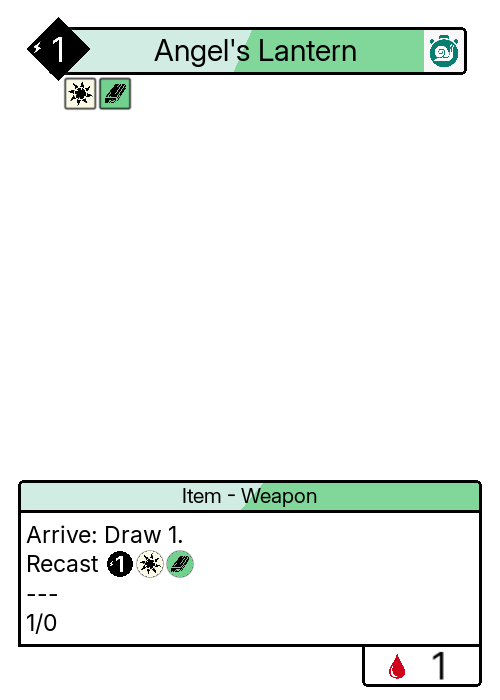 1 Angel's Lantern
Item - Weapon
Arrive: Draw 1.
Recast 1
---
1/0
1